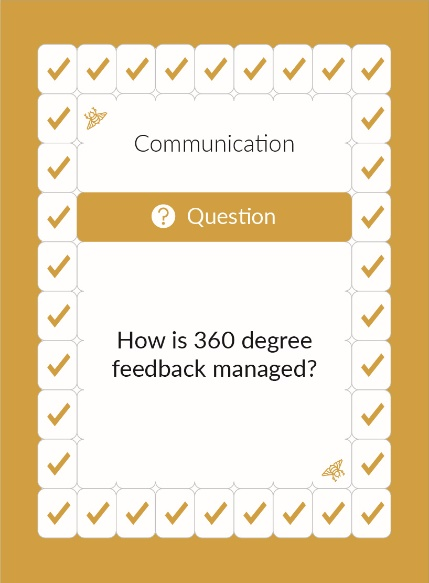 Communication
? Question
How is 360 degree
feedback managed?